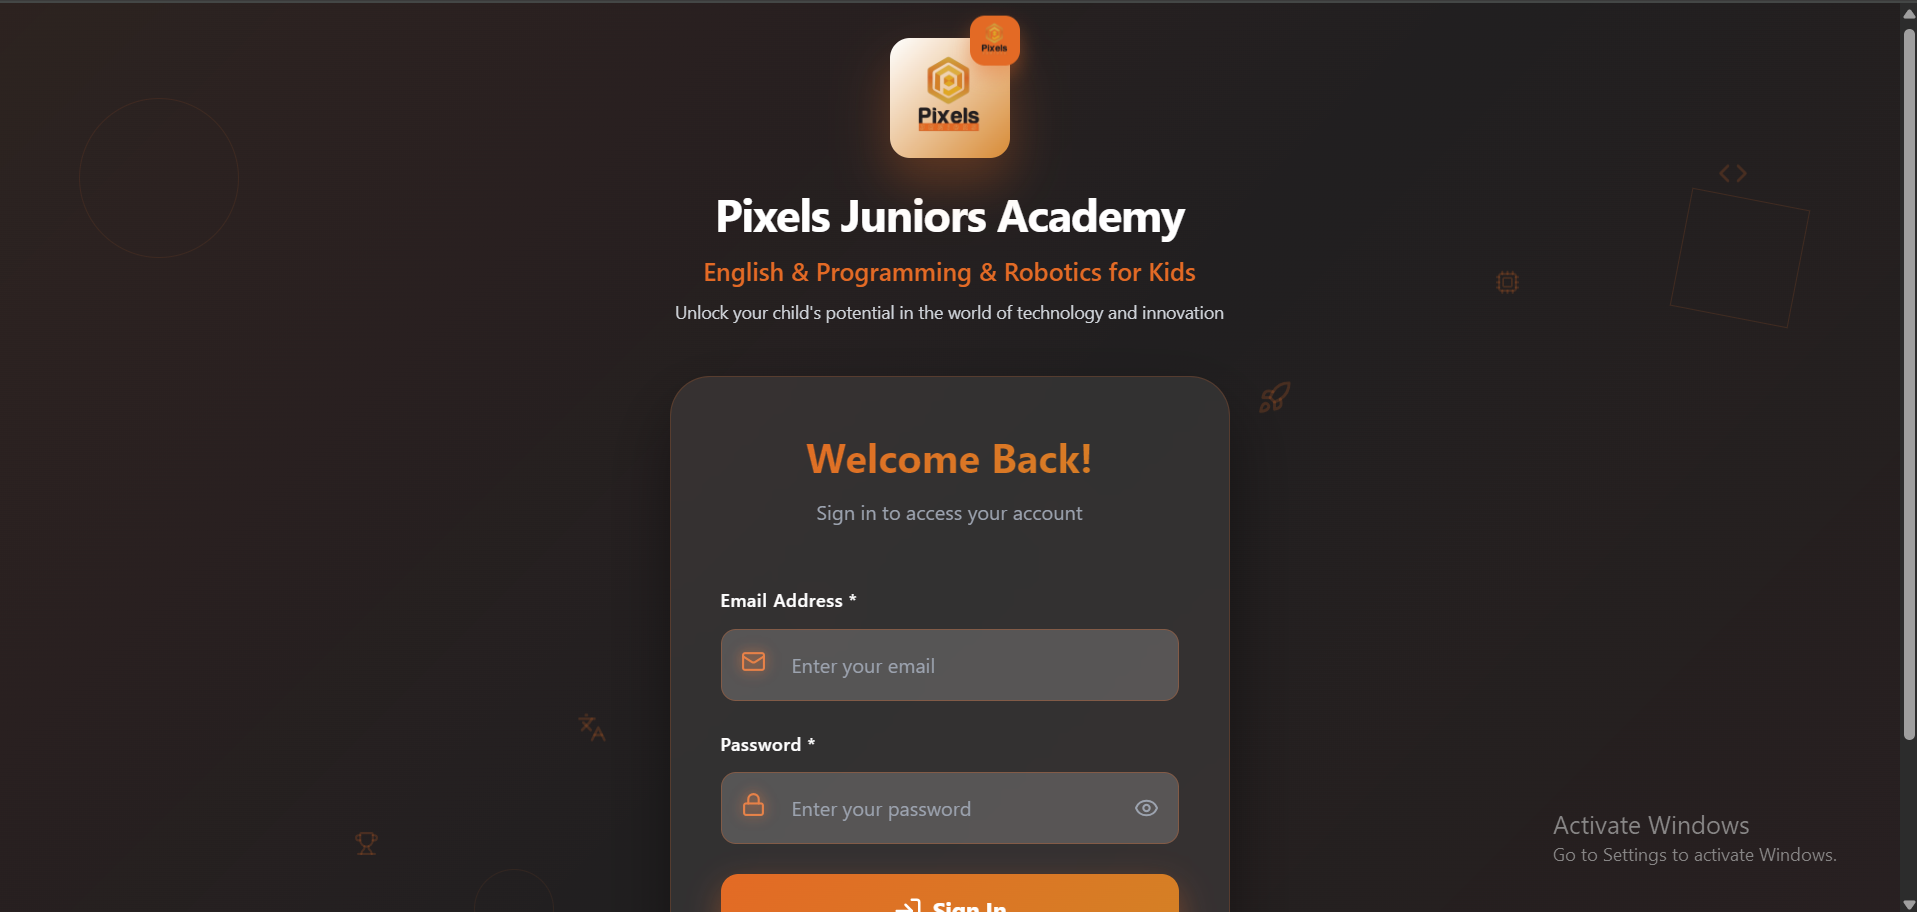 Pixels
Pixels
Pixels Juniors Academy
English & Programming & Robotics for Kids
Unlock your child's potential in the world of technology and innovation
Welcome Back!
Sign in to access your account
Email Address *
Enter your email
Password *
Enter your password
Sign In
Activate Windows
Go to Settings to activate Windows.